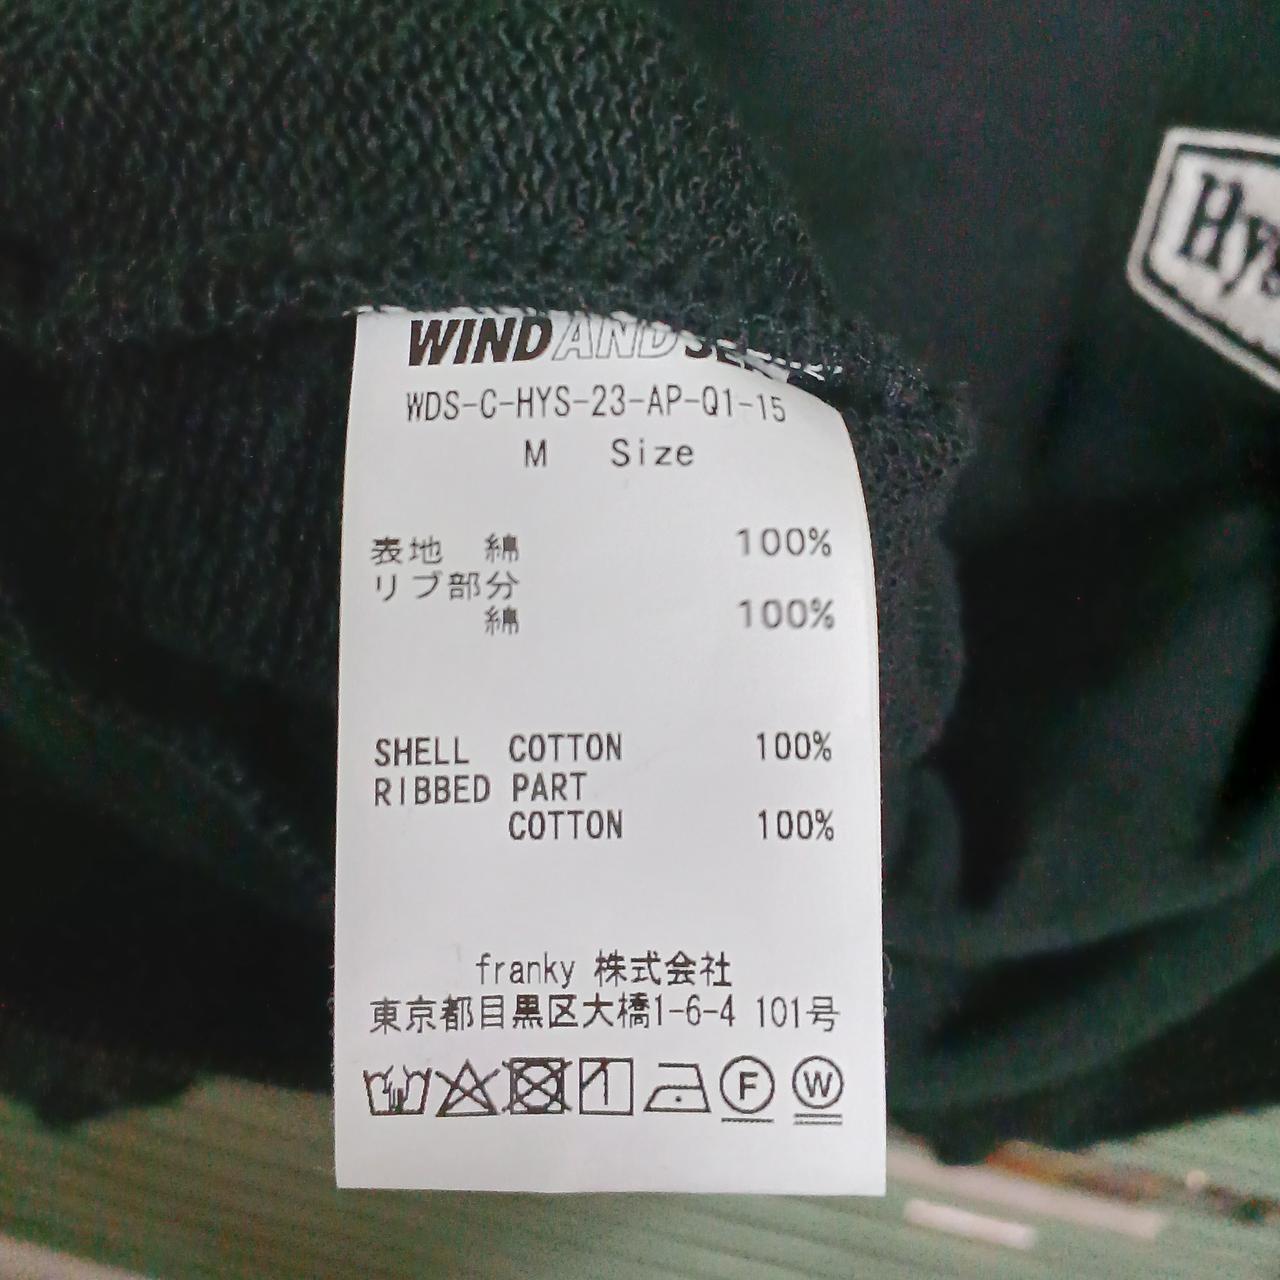 WIND AND
WDS-C-HYS-23-AP-Q1-15
M Size
表地 綿 100%
リブ部分
綿 100%
SHELL COTTON 100%
RIBBED PART
COTTON 100%
franky 株式会社
東京都目黒区大橋1-6-4 101号
F W